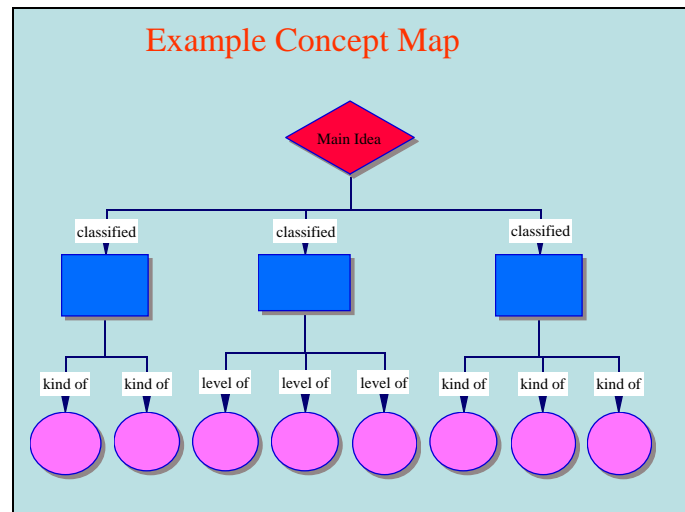 Example Concept Map
Main Idea
classified classified classified
kind of kind of level of level of level of kind of kind of kind of